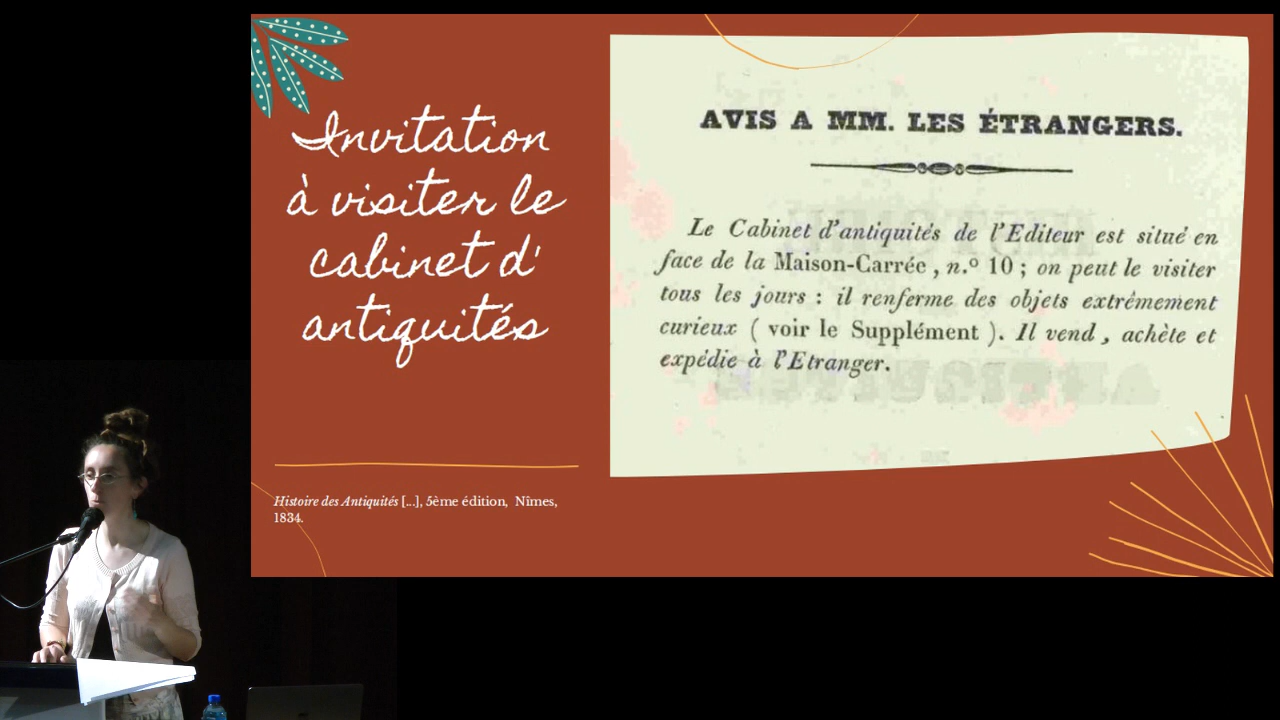 Invitation
à visiter le
cabinet d'
antiquités
Histoire des Antiquités [...], 5ème édition, Nîmes,
1834.
AVIS A MM. LES ÉTRANGERS.
Le Cabinet d'antiquités de l'Editeur est situé en
face de la Maison-Carrée, n.º 10; on peut le visiter
tous les jours : il renferme des objets extrêmement
curieux ( voir le Supplément ). Il vend, achète et
expédie à l'Etranger.